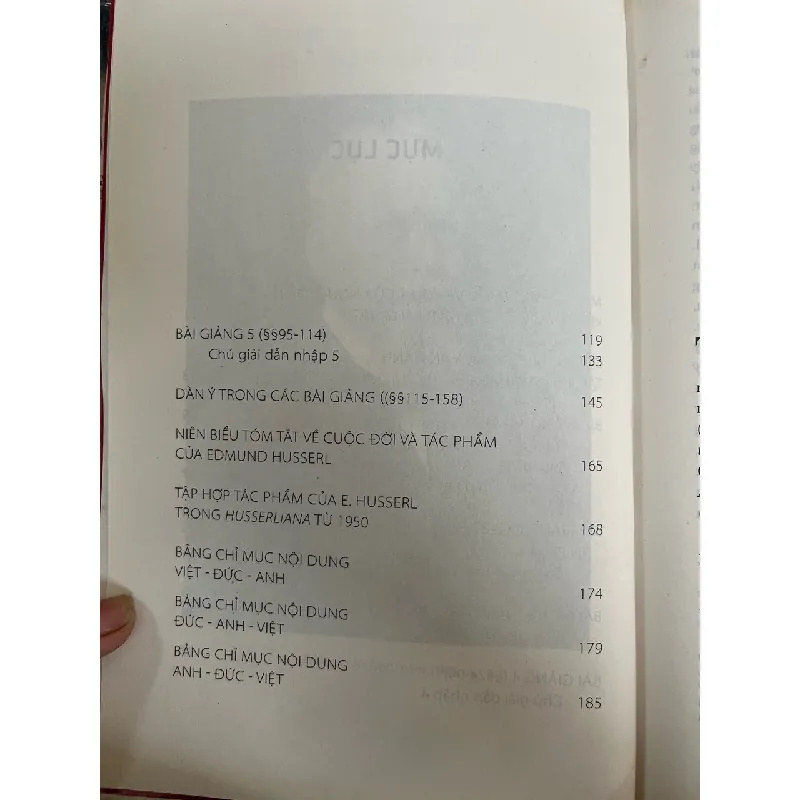 BÀI GIẢNG 5 (§§95-114) 119
Chú giải dẫn nhập 5 133
DÀN Ý TRONG CÁC BÀI GIẢNG ((§§115-158) 145
NIÊN BIỂU TÓM TẮT VỀ CUỘC ĐỜI VÀ TÁC PHẨM
CỦA EDMUND HUSSERL 165
TẬP HỢP TÁC PHẨM CỦA E. HUSSERL
TRONG HUSSERLIANA TỪ 1950 168
BẢNG CHỈ MỤC NỘI DUNG
VIỆT - ĐỨC - ANH 174
BẢNG CHỈ MỤC NỘI DUNG
ĐỨC - ANH - VIỆT 179
BẢNG CHỈ MỤC NỘI DUNG
ANH - ĐỨC - VIỆT 185
MỤC LỤC